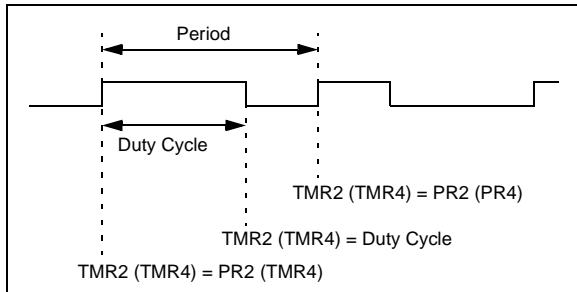 Period
Duty Cycle
TMR2 (TMR4) = PR2 (PR4)
TMR2 (TMR4) = Duty Cycle
TMR2 (TMR4) = PR2 (TMR4)